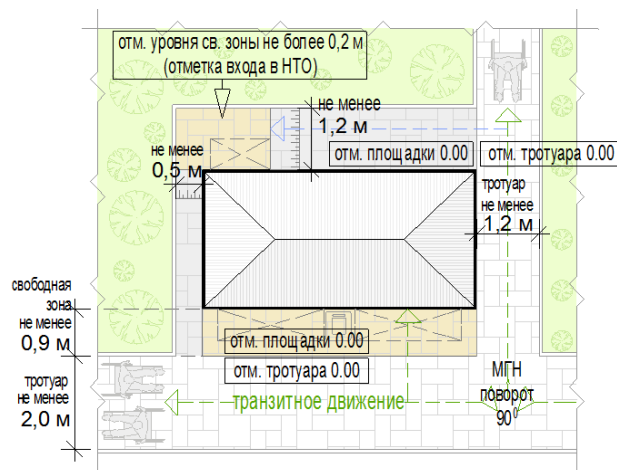 отм. уровня св. зоны не более 0,2 м
(отметка входа в НТО)
не менее
1,2 м
отм. площадки 0.00
отм. тротуара 0.00
не менее
0,5 м
тротуар
не менее
1,2 м
свободная
зона
не менее
0,9 м
отм. площадки 0.00
отм. тротуара 0.00
тротуар
не менее
2,0 м
транзитное движение
МГН
поворот
90⁰